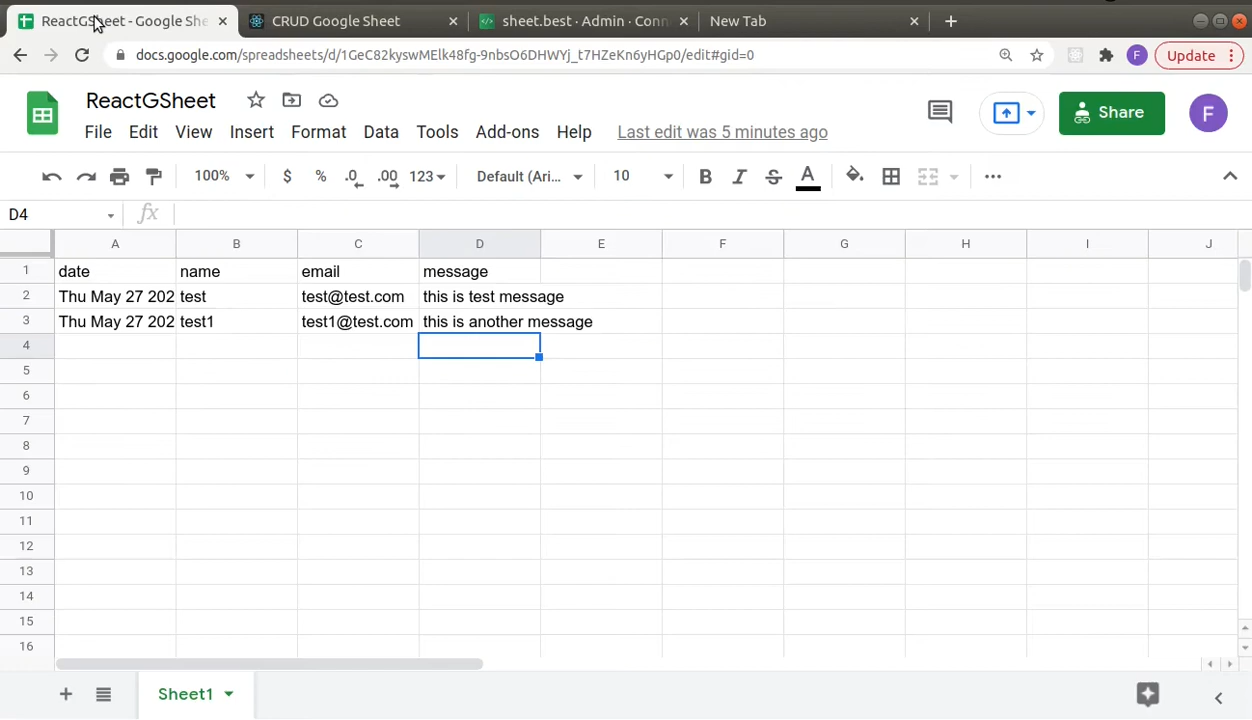 ReactGSheet - Google She
CRUD Google Sheet
sheet.best · Admin · Conn
New Tab
docs.google.com/spreadsheets/d/1GeC82kyswMElk48fg-9nbsO6DHWYj_t7HZeKn6yHGp0/edit#gid=0
F
Update
ReactGSheet
File Edit View Insert Format Data Tools Add-ons Help Last edit was 5 minutes ago
Share
F
100% $ % .0 .00 123 Default (Ari... 10 B I S A
D4 fx
A B C D E F G H I J
1 date name email message
2 Thu May 27 202 test test@test.com this is test message
3 Thu May 27 202 test1 test1@test.com this is another message
4
5
6
7
8
9
10
11
12
13
14
15
16
Sheet1